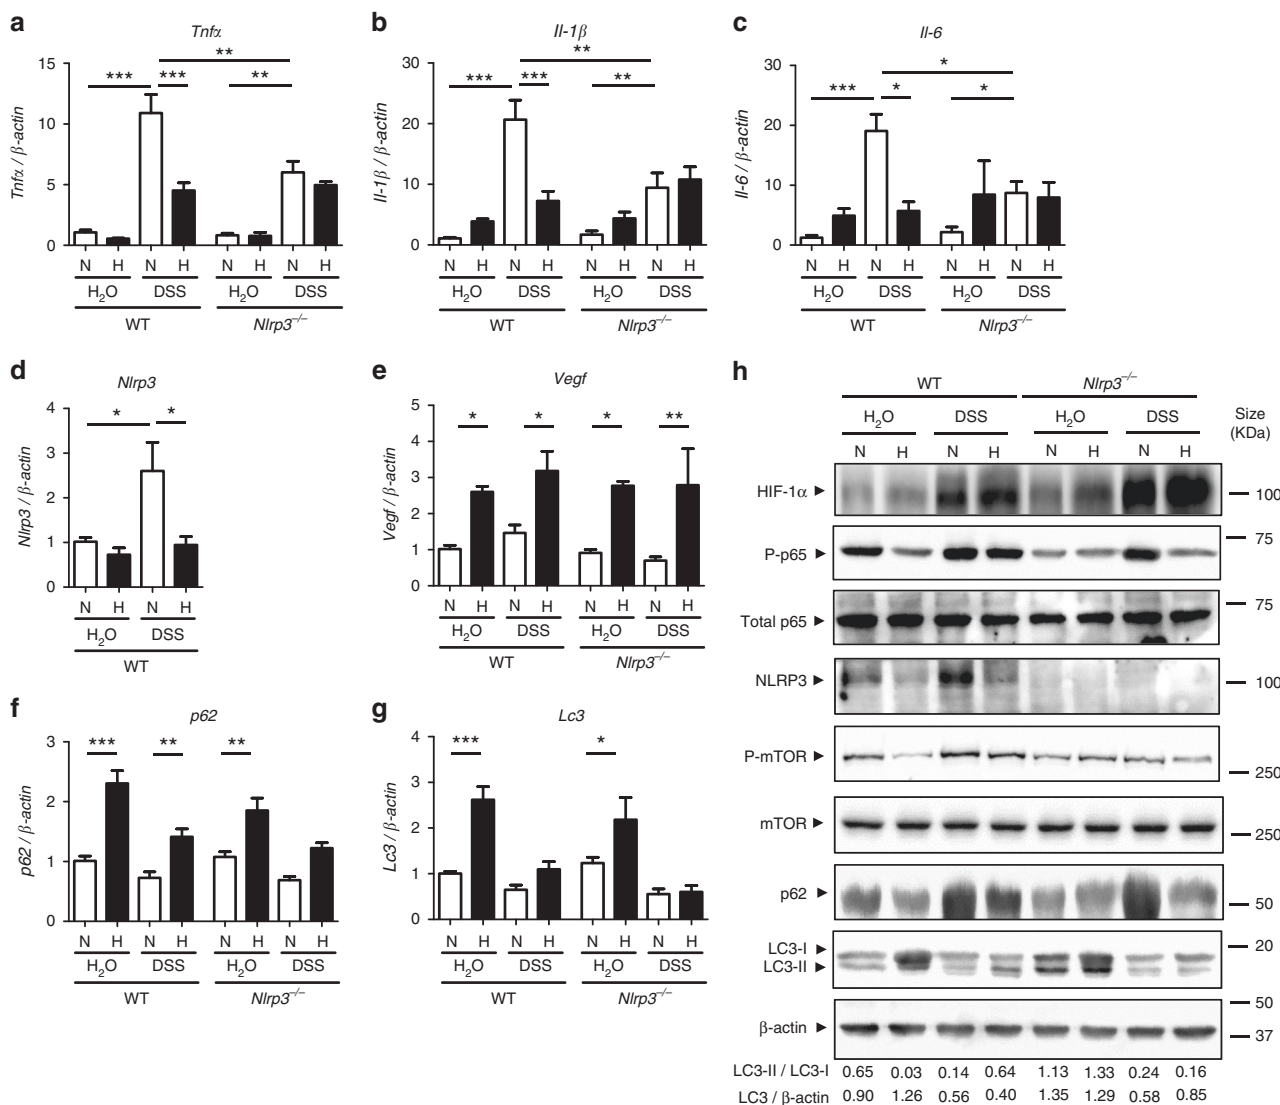 a
Tnfα
Tnfα / β-actin
15
10
5
0
*** *** ** **
N H N H N H N H
H2O DSS H2O DSS
WT Nlrp3–/–
b
Il-1β
Il-1β / β-actin
30
20
10
0
*** *** ** **
N H N H N H N H
H2O DSS H2O DSS
WT Nlrp3–/–
c
Il-6
Il-6 / β-actin
30
20
10
0
*** * * *
N H N H N H N H
H2O DSS H2O DSS
WT Nlrp3–/–
d
Nlrp3
Nlrp3 / β-actin
4
3
2
1
0
* *
N H N H
H2O DSS
WT
e
Vegf
Vegf / β-actin
5
4
3
2
1
0
* * * **
N H N H N H N H
H2O DSS H2O DSS
WT Nlrp3–/–
f
p62
p62 / β-actin
3
2
1
0
*** ** **
N H N H N H N H
H2O DSS H2O DSS
WT Nlrp3–/–
g
Lc3
Lc3 / β-actin
4
3
2
1
0
*** *
N H N H N H N H
H2O DSS H2O DSS
WT Nlrp3–/–
h
WT Nlrp3–/–
H2O DSS H2O DSS
Size
(KDa)
N H N H N H N H
HIF-1α 100
P-p65 75
Total p65 75
NLRP3 100
P-mTOR 250
mTOR 250
p62 50
LC3-I 20
LC3-II
β-actin 50
37
LC3-II / LC3-I 0.65 0.03 0.14 0.64 1.13 1.33 0.24 0.16
LC3 / β-actin 0.90 1.26 0.56 0.40 1.35 1.29 0.58 0.85